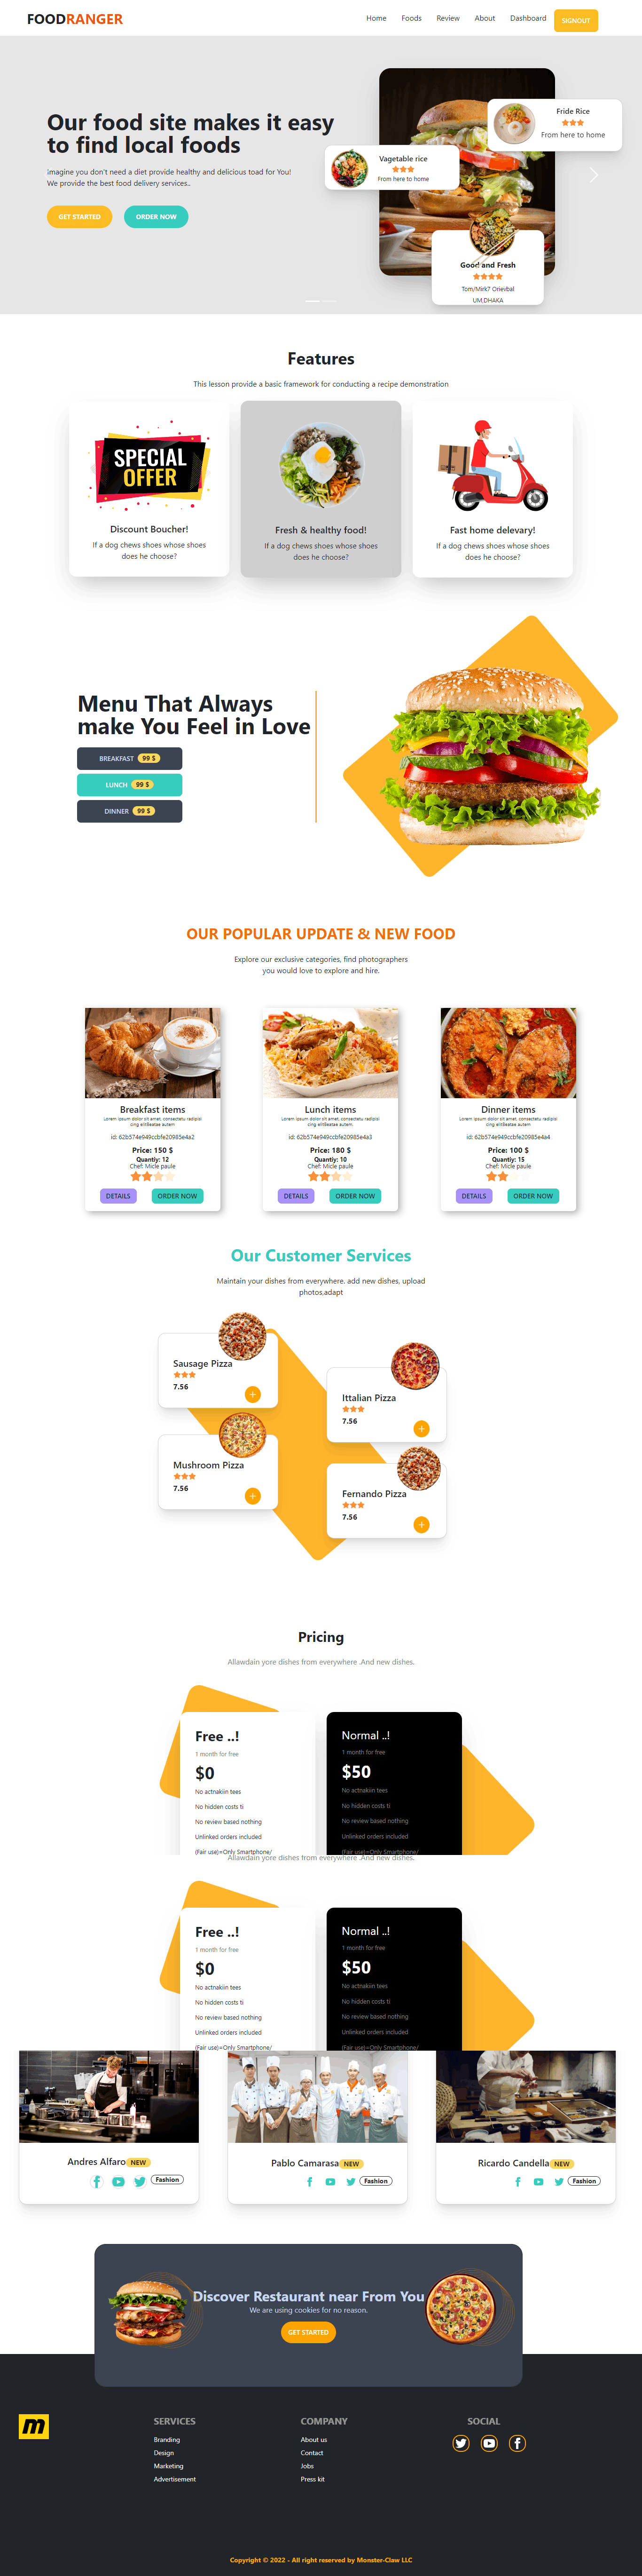 FOODRANGER
Home Foods Review About Dashboard SIGNOUT
Our food site makes it easy
to find local foods
Imagine you don't need a diet provide healthy and delicious toad for You!
We provide the best food delivery services..
GET STARTED ORDER NOW
Fride Rice
From here to home
Vagetable rice
From here to home
Good and Fresh
Tom/Mirk7 Orievbal
UM,DHAKA
Features
This lesson provide a basic framework for conducting a recipe demonstration
SPECIAL
OFFER
Discount Boucher!
If a dog chews shoes whose shoes
does he choose?
Fresh & healthy food!
If a dog chews shoes whose shoes
does he choose?
Fast home delevary!
If a dog chews shoes whose shoes
does he choose?
Menu That Always
make You Feel in Love
BREAKFAST 99 $
LUNCH 99 $
DINNER 99 $
OUR POPULAR UPDATE & NEW FOOD
Explore our exclusive categories, find photographers
you would love to explore and hire.
Breakfast items
Lorem ipsum dolor sit amet, consectetu radipisi
cing elitBeatae autem
id: 62b574e949ccbfe20985e4a2
Price: 150 $
Quantiy: 12
Chef: Micle paule
DETAILS ORDER NOW
Lunch items
Lorem ipsum dolor sit amet, consectetu radipisi
cing elitBeatae autem
id: 62b574e949ccbfe20985e4a3
Price: 180 $
Quantiy: 10
Chef: Micle paule
DETAILS ORDER NOW
Dinner items
Lorem ipsum dolor sit amet, consectetu radipisi
cing elitBeatae autem
id: 62b574e949ccbfe20985e4a4
Price: 100 $
Quantiy: 15
Chef: Micle paule
DETAILS ORDER NOW
Our Customer Services
Maintain your dishes from everywhere. add new dishes, upload
photos,adapt
Sausage Pizza
7.56
+
Ittalian Pizza
7.56
+
Mushroom Pizza
7.56
+
Fernando Pizza
7.56
+
Pricing
Allawdain yore dishes from everywhere .And new dishes.
Free ..!
1 month for free
$0
No actnakiin tees
No hidden costs ti
No review based nothing
Unlinked orders included
(Fair use)=Only Smartphone/
Normal ..!
1 month for free
$50
No actnakiin tees
No hidden costs ti
No review based nothing
Unlinked orders included
(Fair use)=Only Smartphone/
Allawdain yore dishes from everywhere .And new dishes.
Free ..!
1 month for free
$0
No actnakiin tees
No hidden costs ti
No review based nothing
Unlinked orders included
(Fair use)=Only Smartphone/
Normal ..!
1 month for free
$50
No actnakiin tees
No hidden costs ti
No review based nothing
Unlinked orders included
(Fair use)=Only Smartphone/
Andres Alfaro NEW
Fashion
Pablo Camarasa NEW
Fashion
Ricardo Candella NEW
Fashion
Discover Restaurant near From You
We are using cookies for no reason.
GET STARTED
m
SERVICES
Branding
Design
Marketing
Advertisement
COMPANY
About us
Contact
Jobs
Press kit
SOCIAL
Copyright © 2022 - All right reserved by Monster-Claw LLC